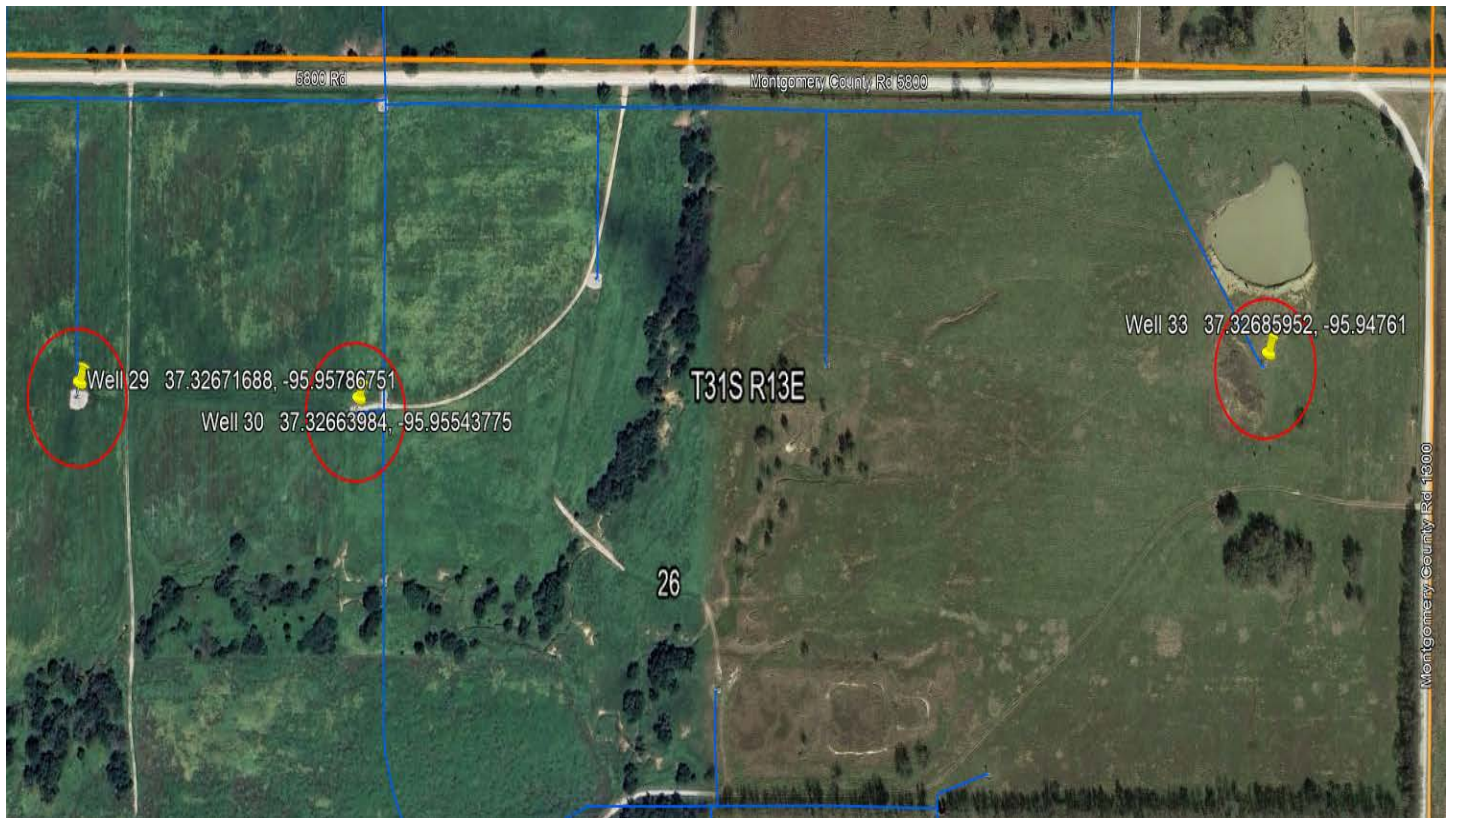 5800 Rd
Montgomery County Rd 5800
Well 33 37.32685952, -95.94761
Well 29 37.32671688, -95.95786751
T31S R13E
Well 30 37.32663984, -95.95543775
26
Montgomery County Rd 1300